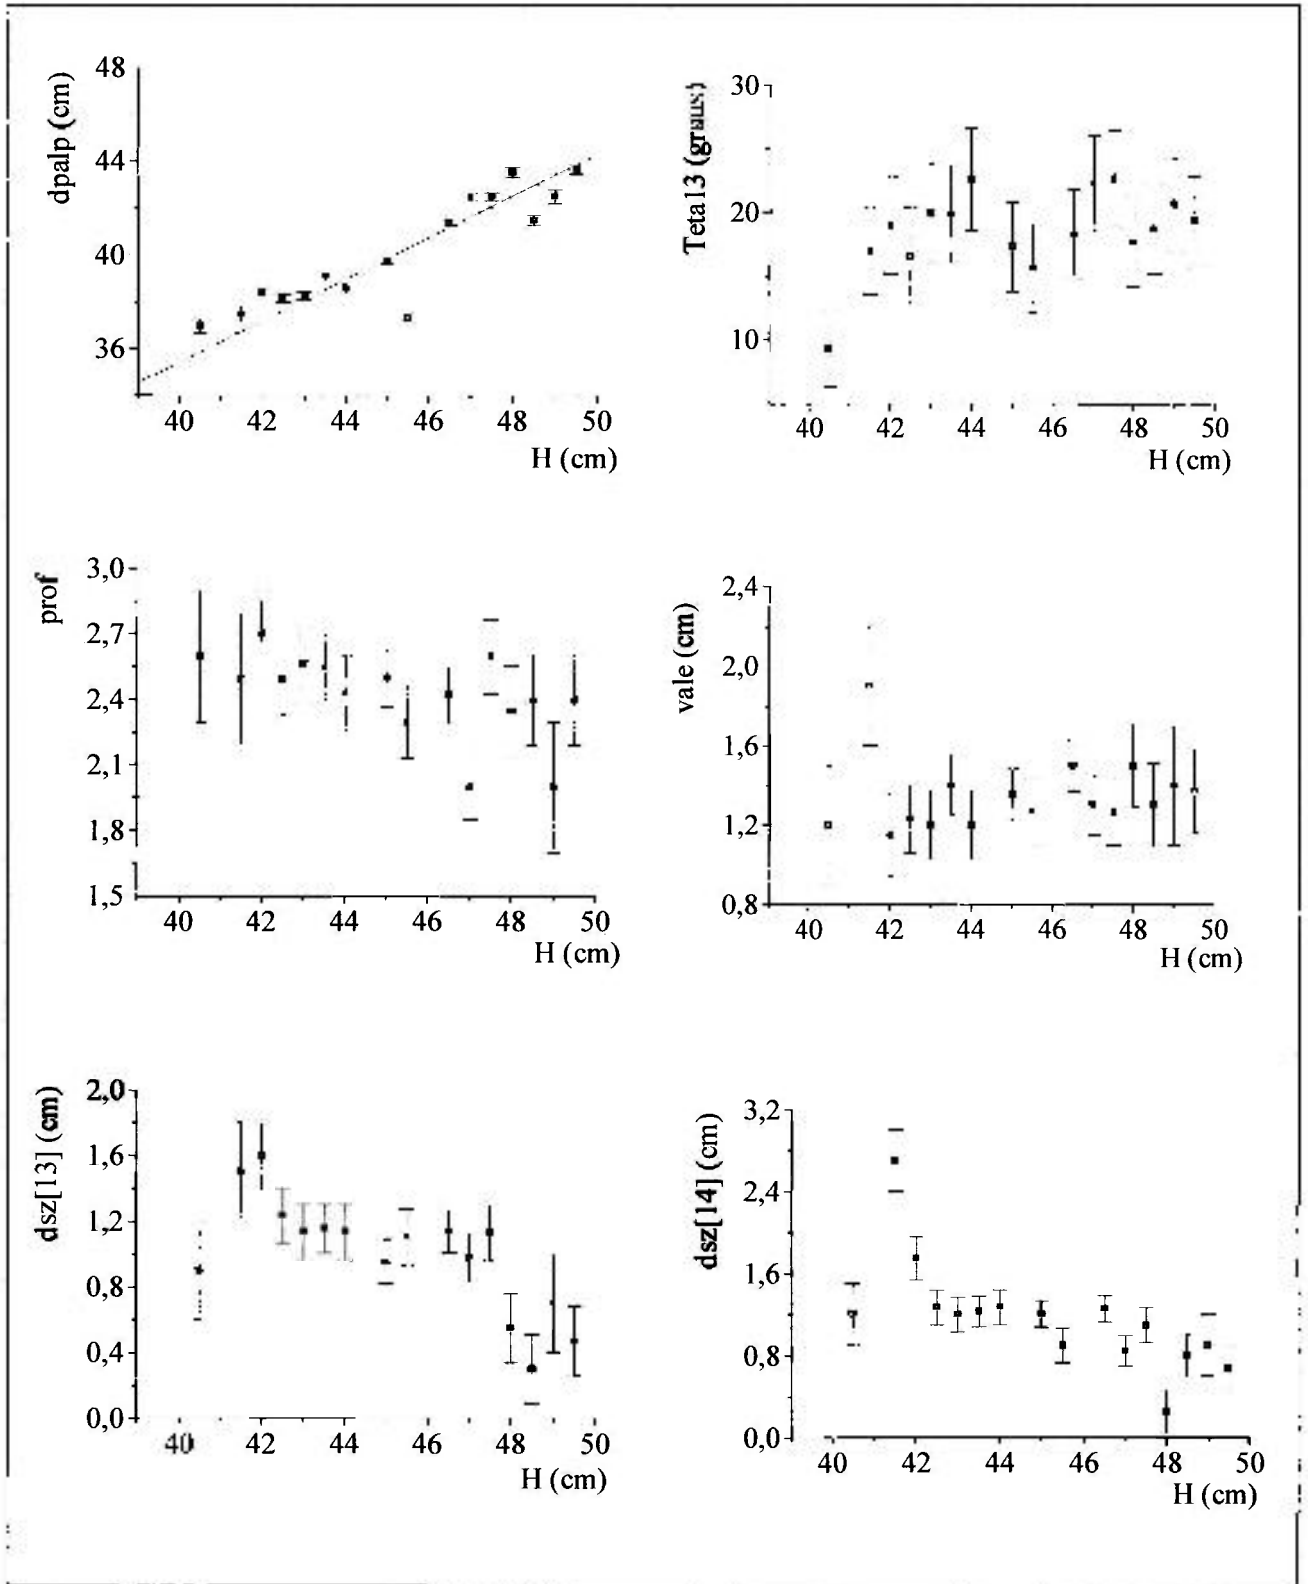 48
44
40
36
dpalp (cm)
40 42 44 46 48 50
H (cm)
30
20
10
Teta13 (graus)
40 42 44 46 48 50
H (cm)
3,0
2,7
2,4
2,1
1,8
1,5
prof
40 42 44 46 48 50
H (cm)
2,4
2,0
1,6
1,2
0,8
vale (cm)
40 42 44 46 48 50
H (cm)
2,0
1,6
1,2
0,8
0,4
0,0
dsz[13] (cm)
40 42 44 46 48 50
H (cm)
3,2
2,4
1,6
0,8
0,0
dsz[14] (cm)
40 42 44 46 48 50
H (cm)